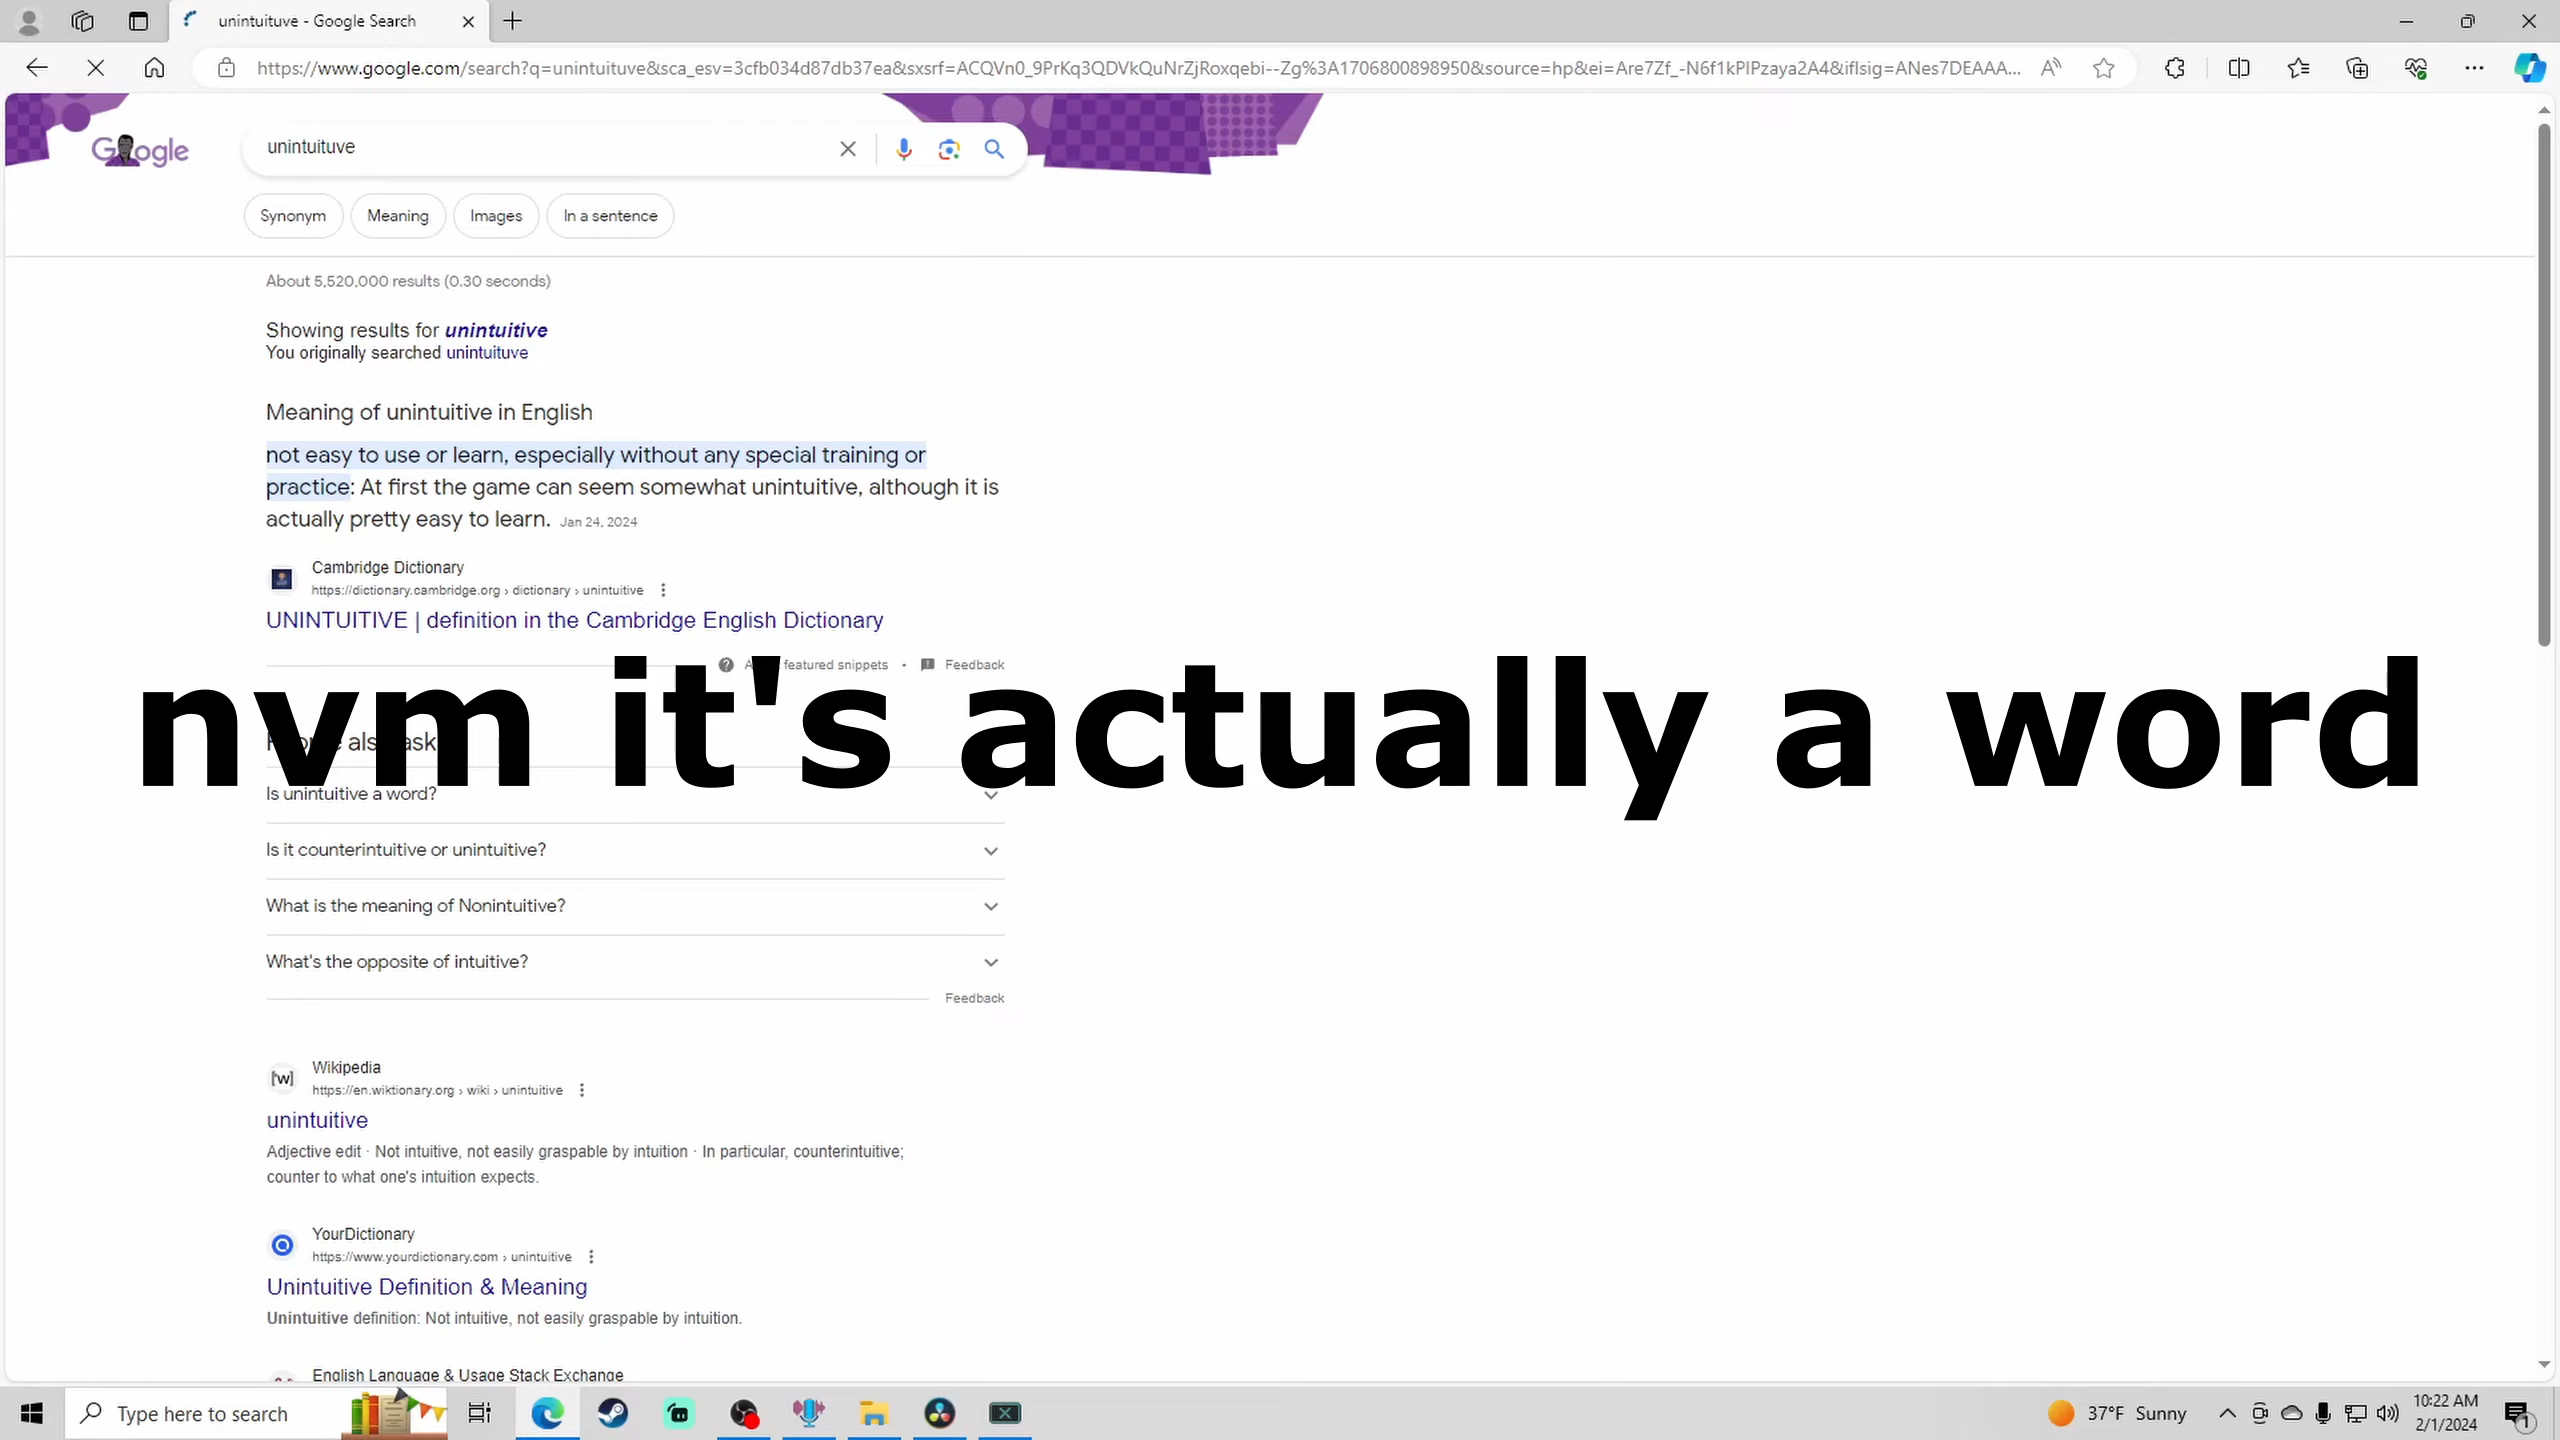 unintuituve - Google Search
https://www.google.com/search?q=unintuituve&sca_esv=3cfb034d87db37ea&sxsrf=ACQVn0_9PrKq3QDVkQuNrZjRoxqebi--Zg%3A1706800898950&source=hp&ei=Are7Zf_-N6f1kPIPzaya2A4&iflsig=ANes7DEAAA...
Google
unintuituve
Synonym Meaning Images In a sentence
About 5,520,000 results (0.30 seconds)
Showing results for unintuitive
You originally searched unintuituve
Meaning of unintuitive in English
not easy to use or learn, especially without any special training or
practice: At first the game can seem somewhat unintuitive, although it is
actually pretty easy to learn. Jan 24, 2024
Cambridge Dictionary
https://dictionary.cambridge.org › dictionary › unintuitive
UNINTUITIVE | definition in the Cambridge English Dictionary
featured snippets • Feedback
nvm it's actually a word
ask
Is unintuitive a word?
Is it counterintuitive or unintuitive?
What is the meaning of Nonintuitive?
What's the opposite of intuitive?
Feedback
Wikipedia
https://en.wiktionary.org › wiki › unintuitive
unintuitive
Adjective edit · Not intuitive, not easily graspable by intuition · In particular, counterintuitive;
counter to what one's intuition expects.
YourDictionary
https://www.yourdictionary.com › unintuitive
Unintuitive Definition & Meaning
Unintuitive definition: Not intuitive, not easily graspable by intuition.
English Language & Usage Stack Exchange
Type here to search
37°F Sunny
10:22 AM
2/1/2024
1